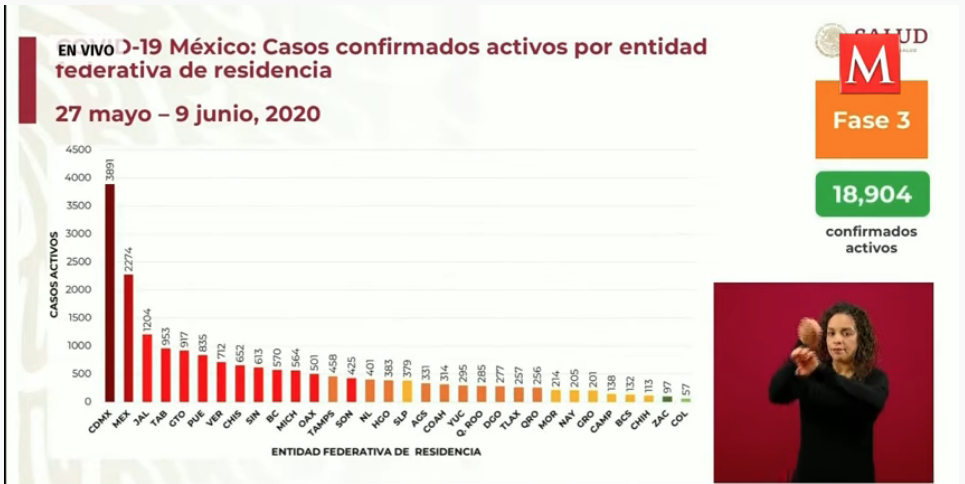 EN VIVO D-19 México: Casos confirmados activos por entidad
federativa de residencia
27 mayo – 9 junio, 2020
SALUD
M
Fase 3
18,904
confirmados
activos
CASOS ACTIVOS
4500
4000
3500
3000
2500
2000
1500
1000
500
0
3891
2274
1204
953
917
835
712
652
613
570
564
501
458
425
401
383
379
331
314
295
285
277
257
256
214
205
201
138
132
113
97
57
CDMX
MEX
JAL
TAB
GTO
PUE
VER
CHIS
SIN
BC
MICH
OAX
TAMPS
SON
NL
HGO
SLP
AGS
COAH
YUC
Q. ROO
DGO
TLAX
QRO
MOR
NAY
GRO
CAMP
BCS
CHIH
ZAC
COL
ENTIDAD FEDERATIVA DE RESIDENCIA